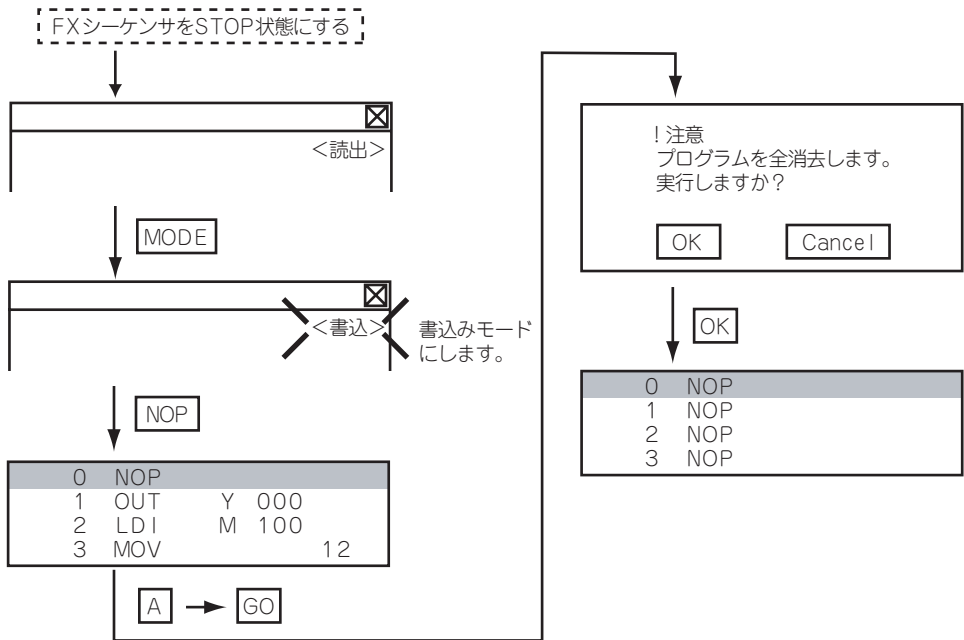 FXシーケンサをSTOP状態にする
<読出>
MODE
<書込>
書込みモード
にします。
NOP
0 NOP
1 OUT Y 000
2 LDI M 100
3 MOV 12
A GO
!注意
プログラムを全消去します。
実行しますか?
OK Cancel
OK
0 NOP
1 NOP
2 NOP
3 NOP